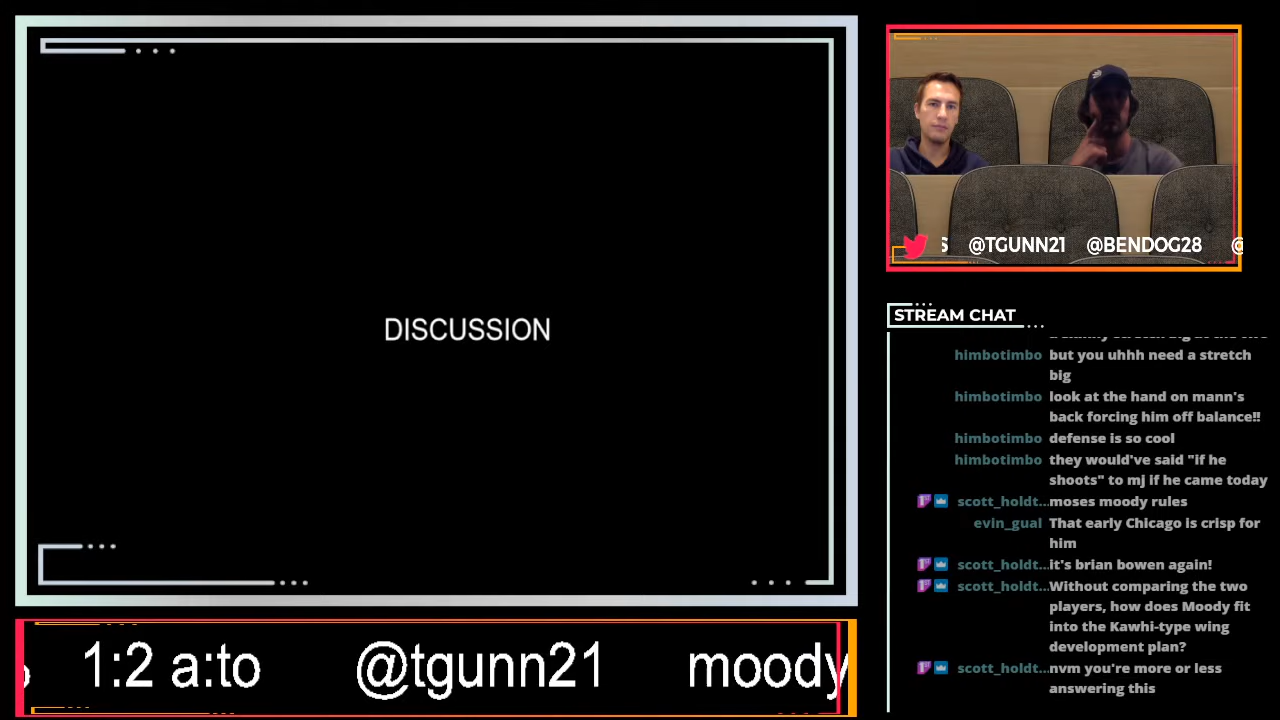 DISCUSSION
1:2 a:to @tgunn21 moody
@TGUNN21 @BENDOG28 @
STREAM CHAT
himbotimbo but you uhhh need a stretch
big
himbotimbo look at the hand on mann's
back forcing him off balance!!
himbotimbo defense is so cool
himbotimbo they would've said "if he
shoots" to mj if he came today
scott_holdt... moses moody rules
evin_gual That early Chicago is crisp for
him
scott_holdt... it's brian bowen again!
scott_holdt... Without comparing the two
players, how does Moody fit
into the Kawhi-type wing
development plan?
scott_holdt... nvm you're more or less
answering this